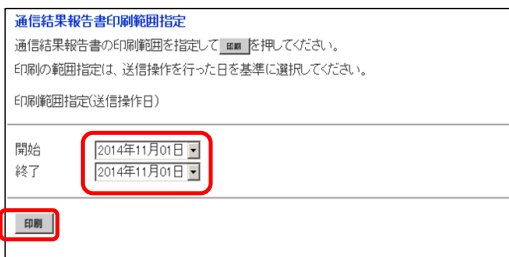 通信結果報告書印刷範囲指定
通信結果報告書の印刷範囲を指定して 印刷 を押してください。
印刷の範囲指定は、送信操作を行った日を基準に選択してください。
印刷範囲指定(送信操作日)
開始 2014年11月01日
終了 2014年11月01日
印刷